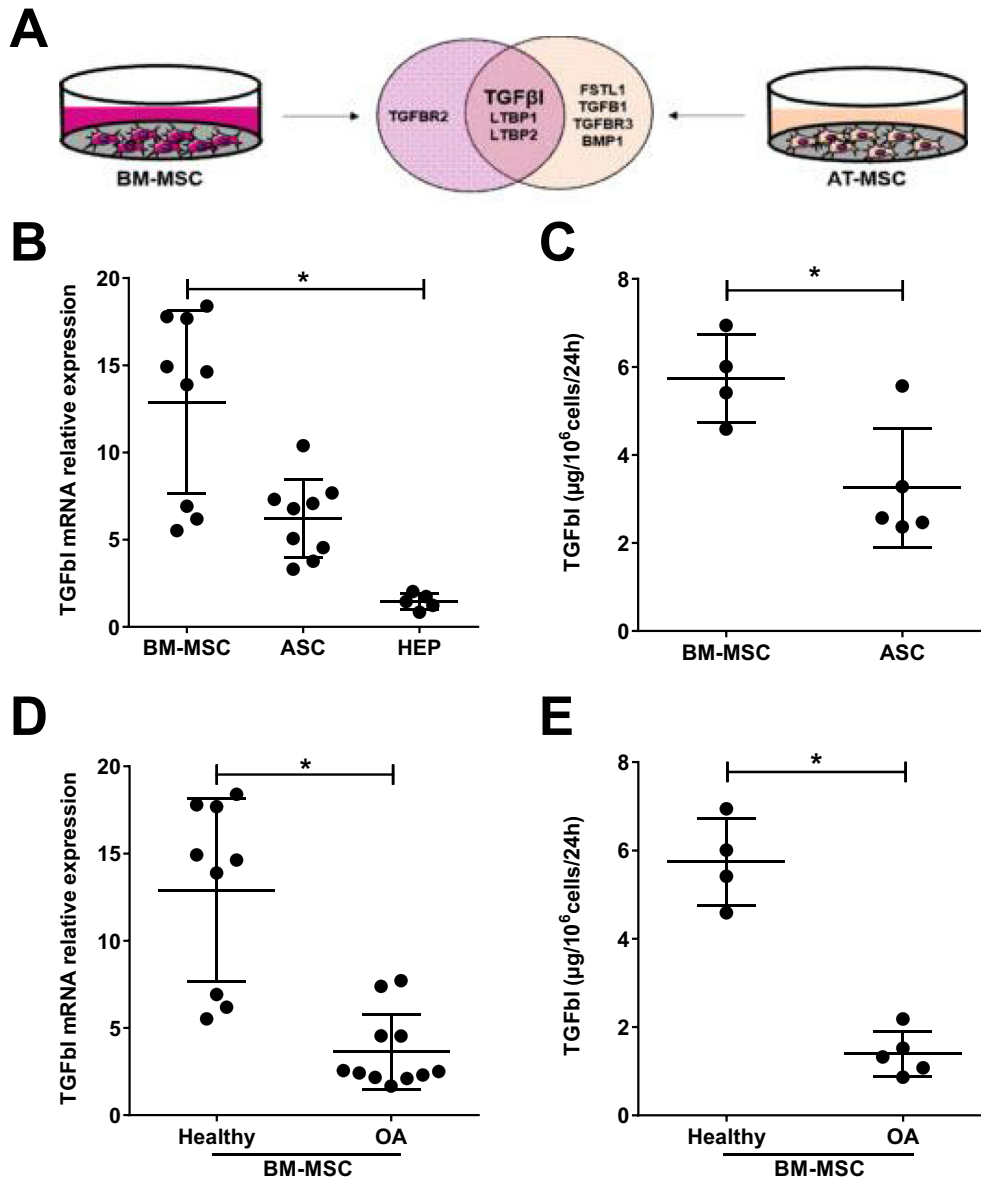 A
TGFBR2
TGFβI
LTBP1
LTBP2
FSTL1
TGFB1
TGFBR3
BMP1
BM-MSC
AT-MSC
B
TGFbI mRNA relative expression
20
15
10
5
0
*
BM-MSC
ASC
HEP
C
TGFbI (µg/10⁶cells/24h)
8
6
4
2
0
*
BM-MSC
ASC
D
TGFbI mRNA relative expression
20
15
10
5
0
*
Healthy
OA
BM-MSC
E
TGFbI (µg/10⁶cells/24h)
8
6
4
2
0
*
Healthy
OA
BM-MSC